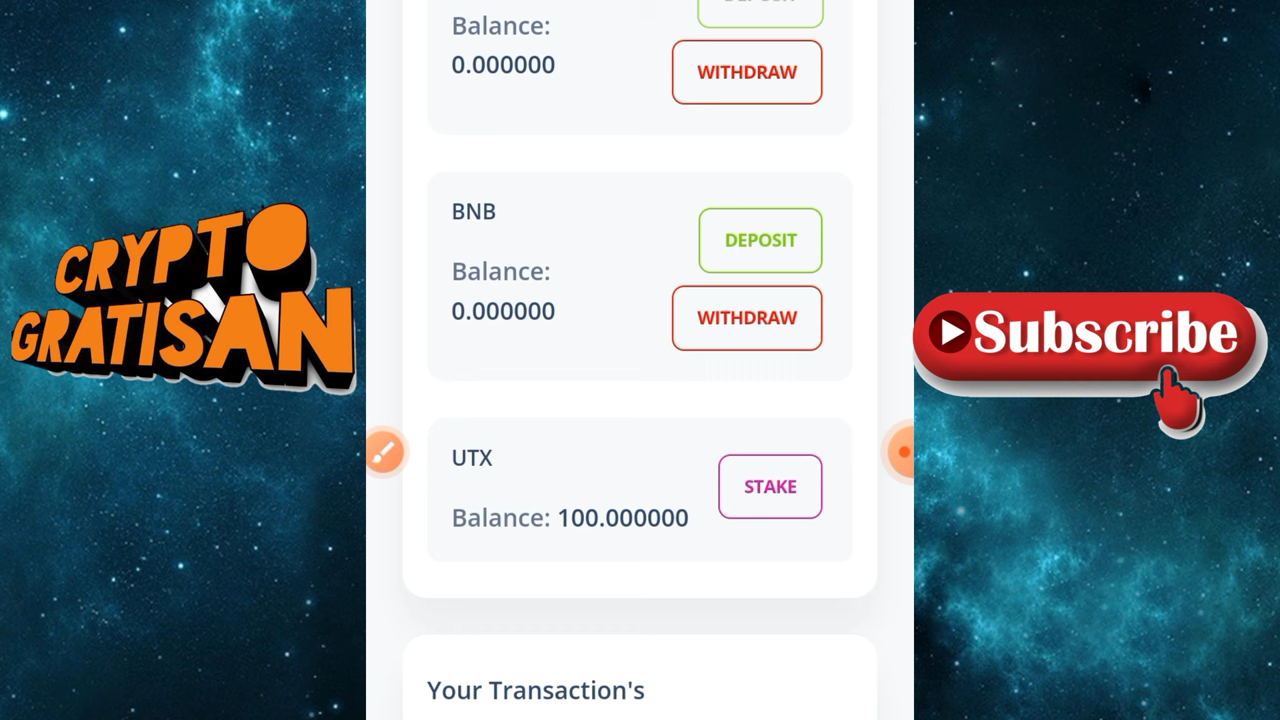 Balance:
0.000000
DEPOSIT
WITHDRAW
BNB
Balance:
0.000000
DEPOSIT
WITHDRAW
UTX
Balance: 100.000000
STAKE
Your Transaction's
CRYPTO
GRATISAN
Subscribe